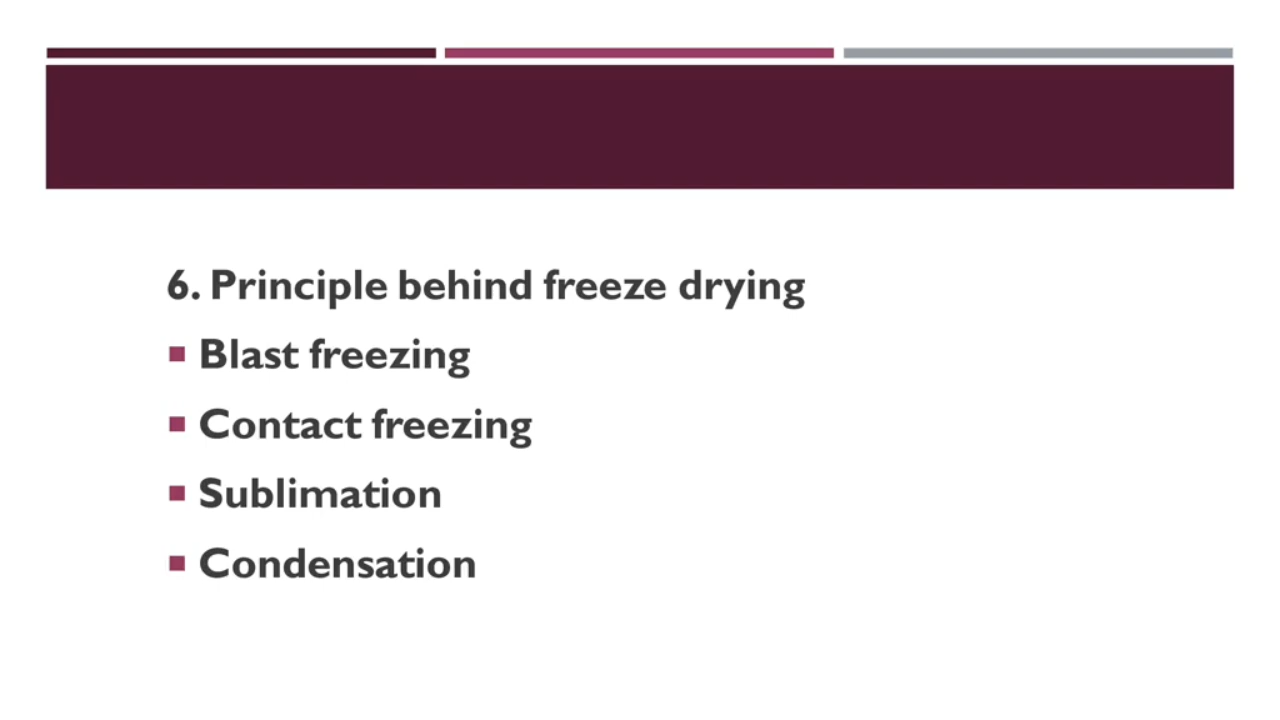 6. Principle behind freeze drying
Blast freezing
Contact freezing
Sublimation
Condensation